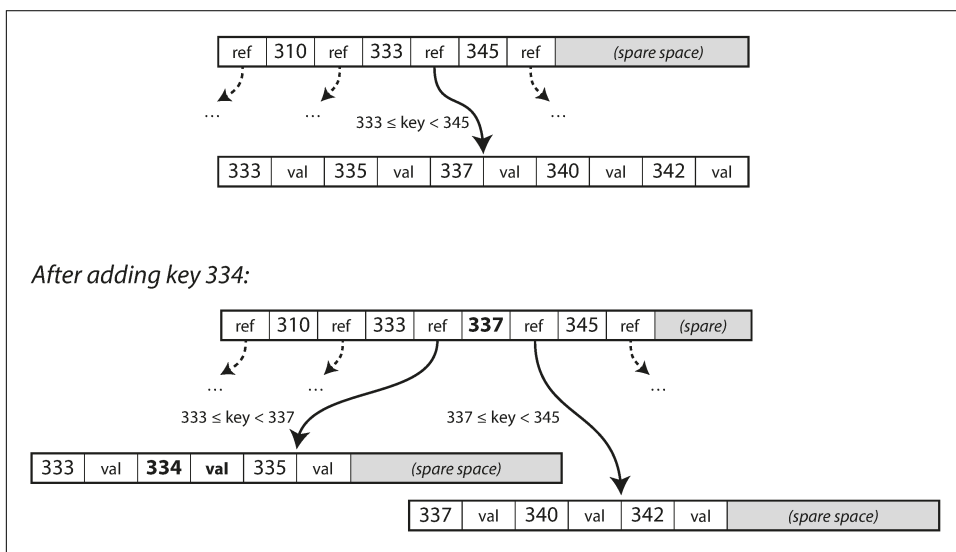 ref 310 ref 333 ref 345 ref (spare space)
... ... ...
333 ≤ key < 345
333 val 335 val 337 val 340 val 342 val
After adding key 334:
ref 310 ref 333 ref 337 ref 345 ref (spare)
... ... ...
333 ≤ key < 337 337 ≤ key < 345
333 val 334 val 335 val (spare space)
337 val 340 val 342 val (spare space)